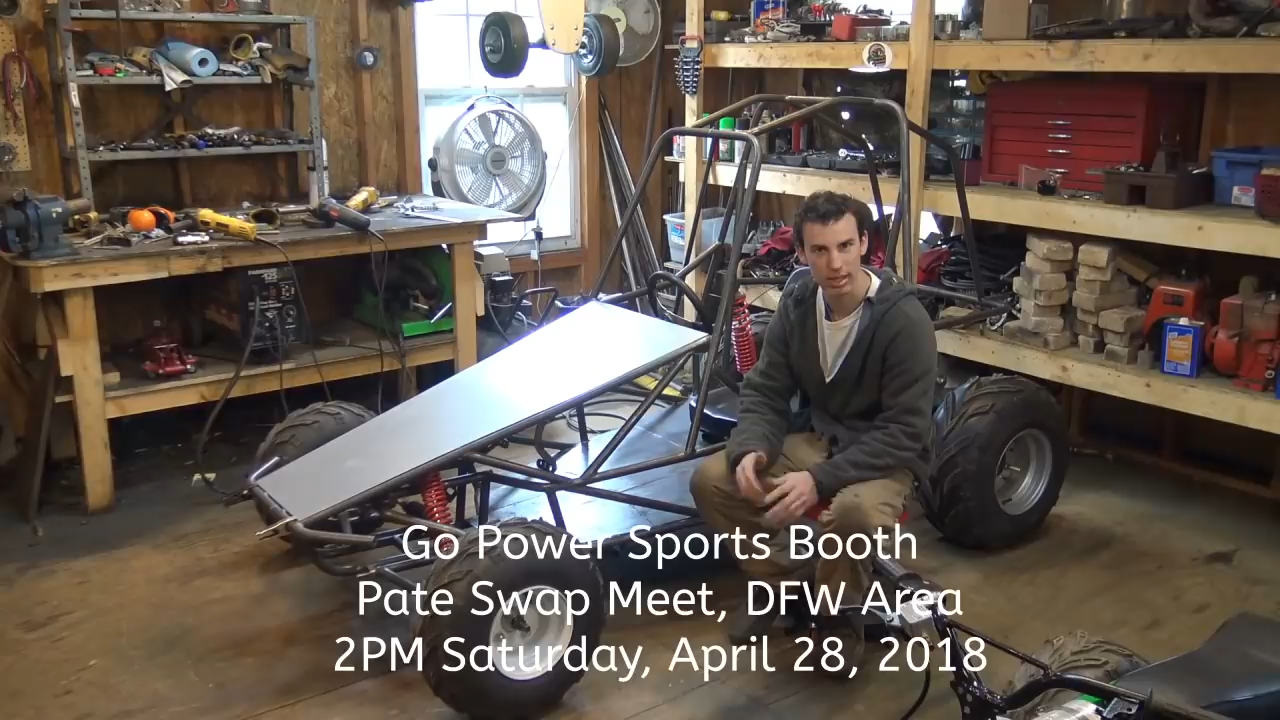 Go Power Sports Booth
Pate Swap Meet, DFW Area
2PM Saturday, April 28, 2018